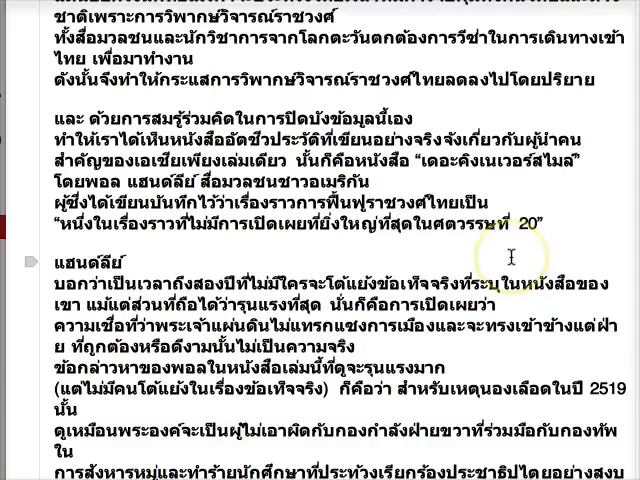 ชาติเพราะการวิพากษ์วิจารณ์ราชวงศ์
ทั้งสื่อมวลชนและนักวิชาการจากโลกตะวันตกต้องการวีซ่าในการเดินทางเข้า
ไทย เพื่อมาทำงาน
ดังนั้นจึงทำให้กระแสการวิพากษ์วิจารณ์ราชวงศ์ไทยลดลงไปโดยปริยาย
และ ด้วยการสมรู้ร่วมคิดในการปิดบังข้อมูลนี้เอง
ทำให้เราได้เห็นหนังสืออัตชีวประวัติที่เขียนอย่างจริงจังเกี่ยวกับผู้นำคน
สำคัญของเอเชียเพียงเล่มเดียว นั้นก็คือหนังสือ “เดอะคิงเนเวอร์สไมล์”
โดยพอล แฮนด์ลีย์ สื่อมวลชนชาวอเมริกัน
ผู้ซึ่งได้เขียนบันทึกไว้ว่าเรื่องราวการฟื้นฟูราชวงศ์ไทยเป็น
“หนึ่งในเรื่องราวที่ไม่มีการเปิดเผยที่ยิ่งใหญ่ที่สุดในศตวรรษที่ 20”
แฮนด์ลีย์
บอกว่าเป็นเวลาถึงสองปีที่ไม่มีใครจะโต้แย้งข้อเท็จจริงที่ระบุในหนังสือของ
เขา แม้แต่ส่วนที่ถือได้ว่ารุนแรงที่สุด นั่นก็คือการเปิดเผยว่า
ความเชื่อที่ว่าพระเจ้าแผ่นดินไม่แทรกแซงการเมืองและจะทรงเข้าข้างแต่ฝ่า
ย ที่ถูกต้องหรือดีงามนั้นไม่เป็นความจริง
ข้อกล่าวหาของพอลในหนังสือเล่มนี้ที่ดูจะรุนแรงมาก
(แต่ไม่มีคนโต้แย้งในเรื่องข้อเท็จจริง) ก็คือว่า สำหรับเหตุนองเลือดในปี 2519
นั้น
ดูเหมือนพระองค์จะเป็นผู้ไม่เอาผิดกับกองกำลังฝ่ายขวาที่ร่วมมือกับกองทัพ
ใน
การสังหารหมู่และทำร้ายนักศึกษาที่ประท้วงเรียกร้องประชาธิปไตยอย่างสงบ